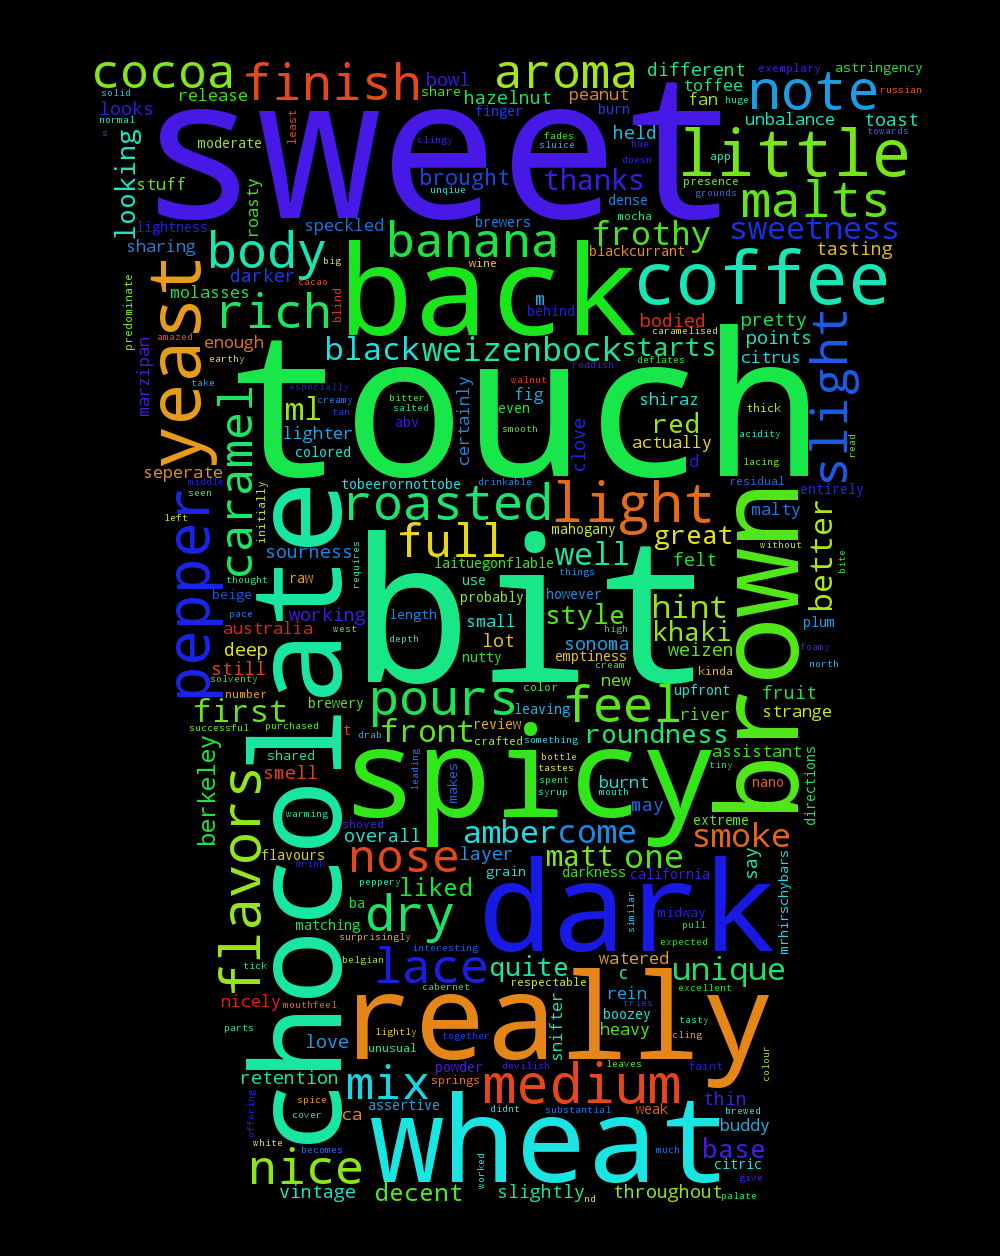 cocoa
finish
aroma
different
exemplary
astringency
solid
looks
normal
s
release
bowl
share
hazelnut
finger
peanut
burn
toffee
fan
huge
note
russian
unbalance
toast
towards
sweet
least
moderate
clingy
fades
sluice
hue
doesn
app
little
looking
stuff
roasty
brought
unqiue
thanks
dense
presence
grounds
malts
lightness
sharing
speckled
brewers
mocha
frothy
sweetness
body
darker
big
banana
wine
blackcurrant
tasting
yeast
molasses
cacao
blind
rich
back
m
behind
coffee
bodied
caramelised
pretty
points
predominate
amazed
enough
earthy
take
marzipan
black
weizenbock
starts
deflates
reddish
citrus
slight
touch
especially
creamy
tan
bitter
salted
abv
walnut
fig
even
smooth
shiraz
thick
acidity
lacing
read
caramel
ml
lighter
colored
certainly
clove
red
actually
d
seperate
middle
seen
left
initially
tobeerornottobe
drinkable
residual
entirely
roasted
light
mahogany
great
malty
without
better
bite
pepper
chocolate
sourness
requires
full
laituegonflable
well
felt
brown
thought
raw
beige
pace
use
things
probably
however
bit
working
west
length
depth
small
style
high
hint
khaki
plum
australia
deep
still
solventy
number
lot
nutty
sonoma
emptiness
cream
weizen
kinda
foamy
north
first
successful
purchased
brewery
pours
color
leaving
new
feel
upfront
river
fruit
strange
t
drab
front
review
crafted
something
roundness
assistant
shared
smell
leading
makes
spicy
bottle
tastes
spent
syrup
mouth
burnt
may
tiny
nano
extreme
directions
berkeley
flavors
warming
shoved
overall
amber
come
smoke
flavours
drink
nose
layer
grain
matt
one
darkness
california
say
mrhirschybars
peppery
liked
ba
matching
dry
dark
similar
midway
pull
expected
surprisingly
belgian
interesting
tick
lace
quite
respectable
watered
c
unique
nicely
mouthfeel
cabernet
excellent
parts
really
snifter
rein
tries
boozey
heavy
tasty
cling
love
lightly
unusual
together
powder
devilish
leaves
faint
colour
retention
mix
springs
medium
spice
cover
ca
assertive
didnt
substantial
weak
thin
brewed
buddy
offering
white
becomes
wheat
much
base
nice
worked
citric
give
vintage
decent
slightly
nd
throughout
palate